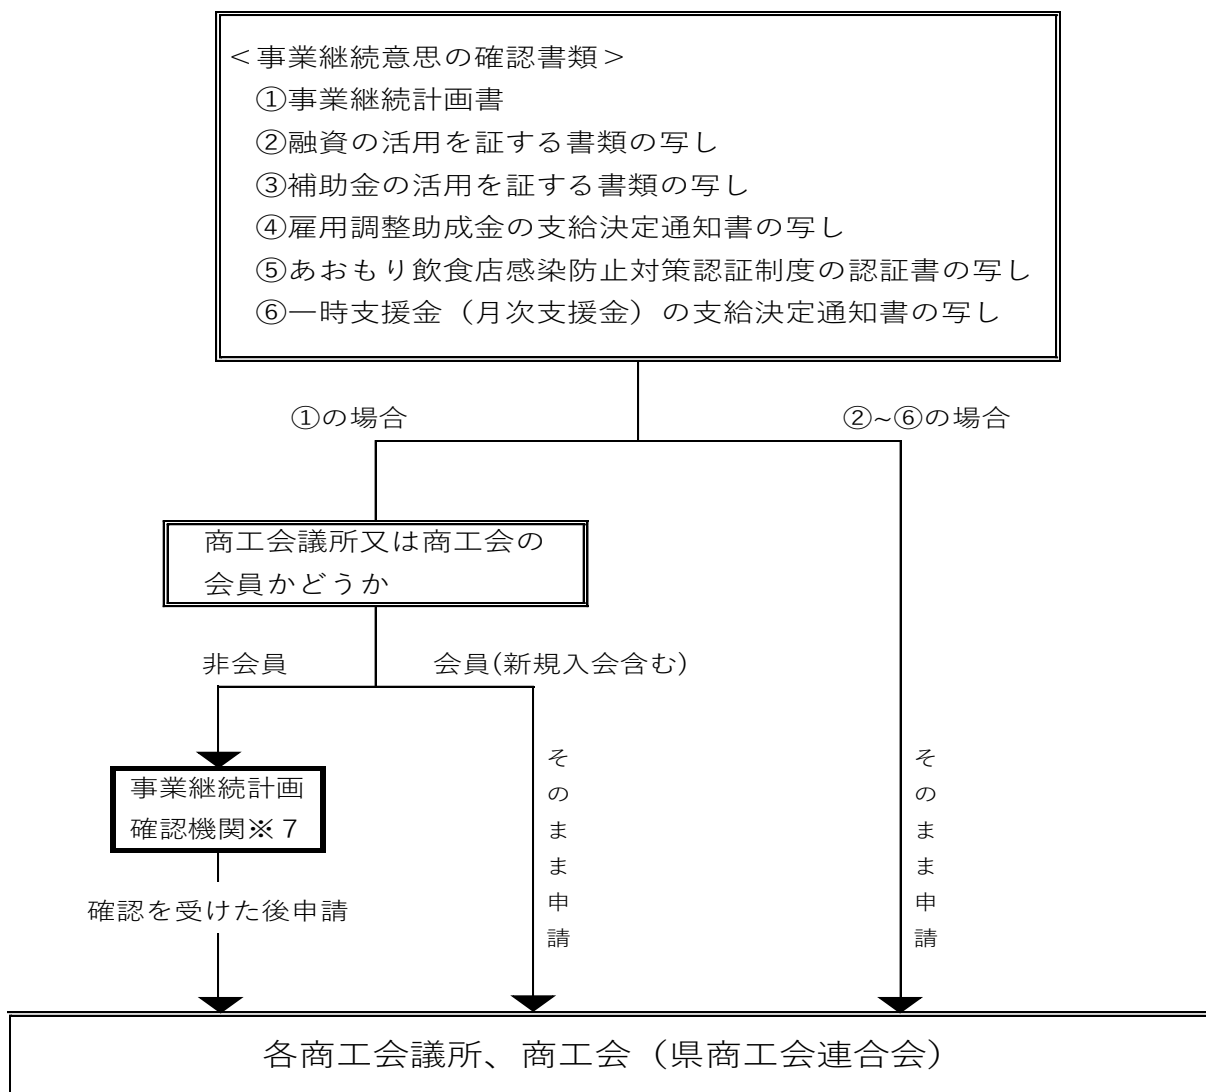 ＜事業継続意思の確認書類＞
①事業継続計画書
②融資の活用を証する書類の写し
③補助金の活用を証する書類の写し
④雇用調整助成金の支給決定通知書の写し
⑤あおもり飲食店感染防止対策認証制度の認証書の写し
⑥一時支援金（月次支援金）の支給決定通知書の写し
①の場合
②~⑥の場合
商工会議所又は商工会の
会員かどうか
非会員
会員(新規入会含む)
事業継続計画
確認機関※７
確認を受けた後申請
そのまま申請
そのまま申請
各商工会議所、商工会（県商工会連合会）